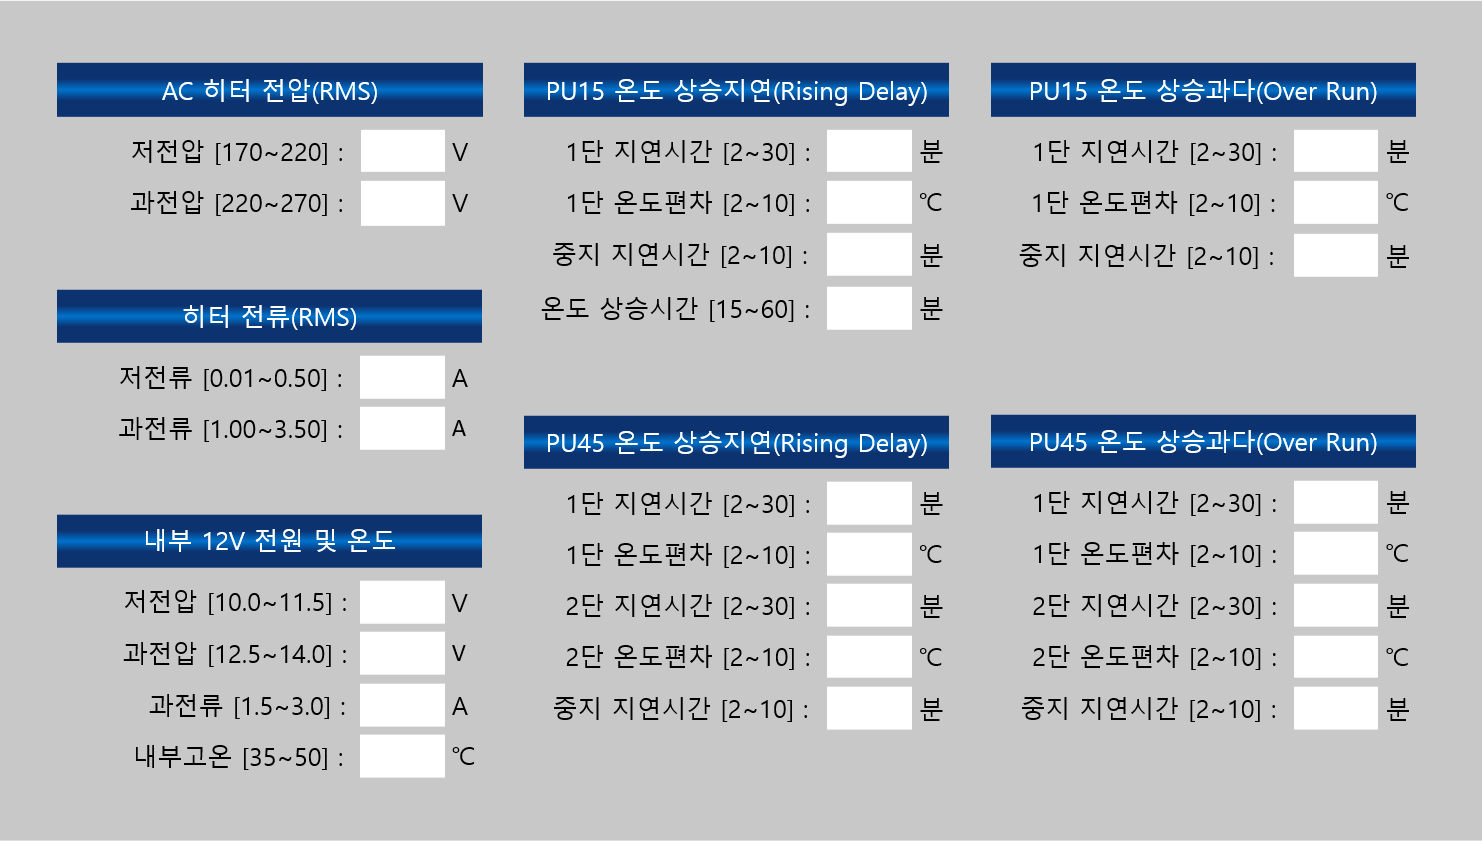 AC 히터 전압(RMS)
저전압 [170~220] : V
과전압 [220~270] : V
히터 전류(RMS)
저전류 [0.01~0.50] : A
과전류 [1.00~3.50] : A
내부 12V 전원 및 온도
저전압 [10.0~11.5] : V
과전압 [12.5~14.0] : V
과전류 [1.5~3.0] : A
내부고온 [35~50] : ℃
PU15 온도 상승지연(Rising Delay)
1단 지연시간 [2~30] : 분
1단 온도편차 [2~10] : ℃
중지 지연시간 [2~10] : 분
온도 상승시간 [15~60] : 분
PU45 온도 상승지연(Rising Delay)
1단 지연시간 [2~30] : 분
1단 온도편차 [2~10] : ℃
2단 지연시간 [2~30] : 분
2단 온도편차 [2~10] : ℃
중지 지연시간 [2~10] : 분
PU15 온도 상승과다(Over Run)
1단 지연시간 [2~30] : 분
1단 온도편차 [2~10] : ℃
중지 지연시간 [2~10] : 분
PU45 온도 상승과다(Over Run)
1단 지연시간 [2~30] : 분
1단 온도편차 [2~10] : ℃
2단 지연시간 [2~30] : 분
2단 온도편차 [2~10] : ℃
중지 지연시간 [2~10] : 분